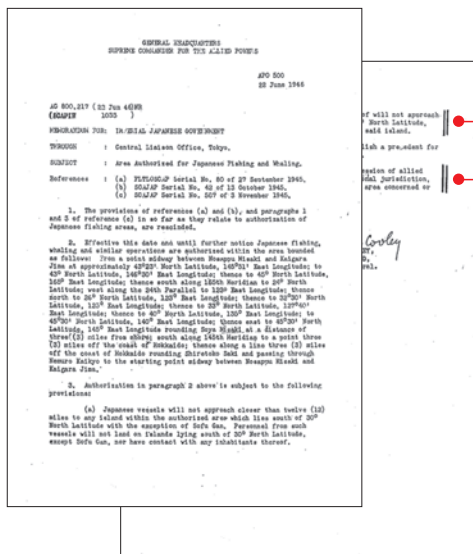 GENERAL HEADQUARTERS
SUPREME COMMANDER FOR THE ALLIED POWERS
APO 500
22 June 1946
AG 800.217 (22 Jun 46)NR
(SCAPIN 1033 )
MEMORANDUM FOR: IMPERIAL JAPANESE GOVERNMENT
THROUGH : Central Liaison Office, Tokyo.
SUBJECT : Area Authorized for Japanese Fishing and Whaling.
References : (a) FLTLOSCAP Serial No. 80 of 27 September 1945.
(b) SCAJAP Serial No. 42 of 13 October 1945.
(c) SCAJAP Serial No. 507 of 3 November 1945.
1. The provisions of references (a) and (b), and paragraphs 1
and 3 of reference (c) in so far as they relate to authorization of
Japanese fishing areas, are rescinded.
2. Effective this date and until further notice Japanese fishing,
whaling and similar operations are authorized within the area bounded
as follows: From a point midway between Nosappu Misaki and Kaigara
Jima at approximately 43°23' North Latitude, 145°51' East Longitude; to
43° North Latitude, 146°30' East Longitude; thence to 45° North Latitude,
165° East Longitude; thence south along 165th Meridian to 24° North
Latitude; west along the 24th Parallel to 123° East Longitude; thence
north to 26° North Latitude, 123° East Longitude; thence to 32°30' North
Latitude, 125° East Longitude; thence to 33° North Latitude, 127°40'
East Longitude; thence to 40° North Latitude, 135° East Longitude; to
45°30' North Latitude, 140° East Longitude; thence east to 45°30' North
Latitude, 145° East Longitude rounding Soya Misaki at a distance of
three (3) miles from shore; south along 145th Meridian to a point three
(3) miles off the coast of Hokkaido; thence along a line three (3) miles
off the coast of Hokkaido rounding Shiretoko Saki and passing through
Nemuro Kaikyo to the starting point midway between Nosappu Misaki and
Kaigara Jima.
3. Authorization in paragraph 2 above is subject to the following
provisions:
(a) Japanese vessels will not approach closer than twelve (12)
miles to any island within the authorized area which lies south of 30°
North Latitude with the exception of Sofu Gan. Personnel from such
vessels will not land on islands lying south of 30° North Latitude,
except Sofu Gan, nor have contact with any inhabitants thereof.
of will not approach
North Latitude,
said island.
lish a precedent for
ession of allied
nal jurisdiction,
area concerned or
Cooley